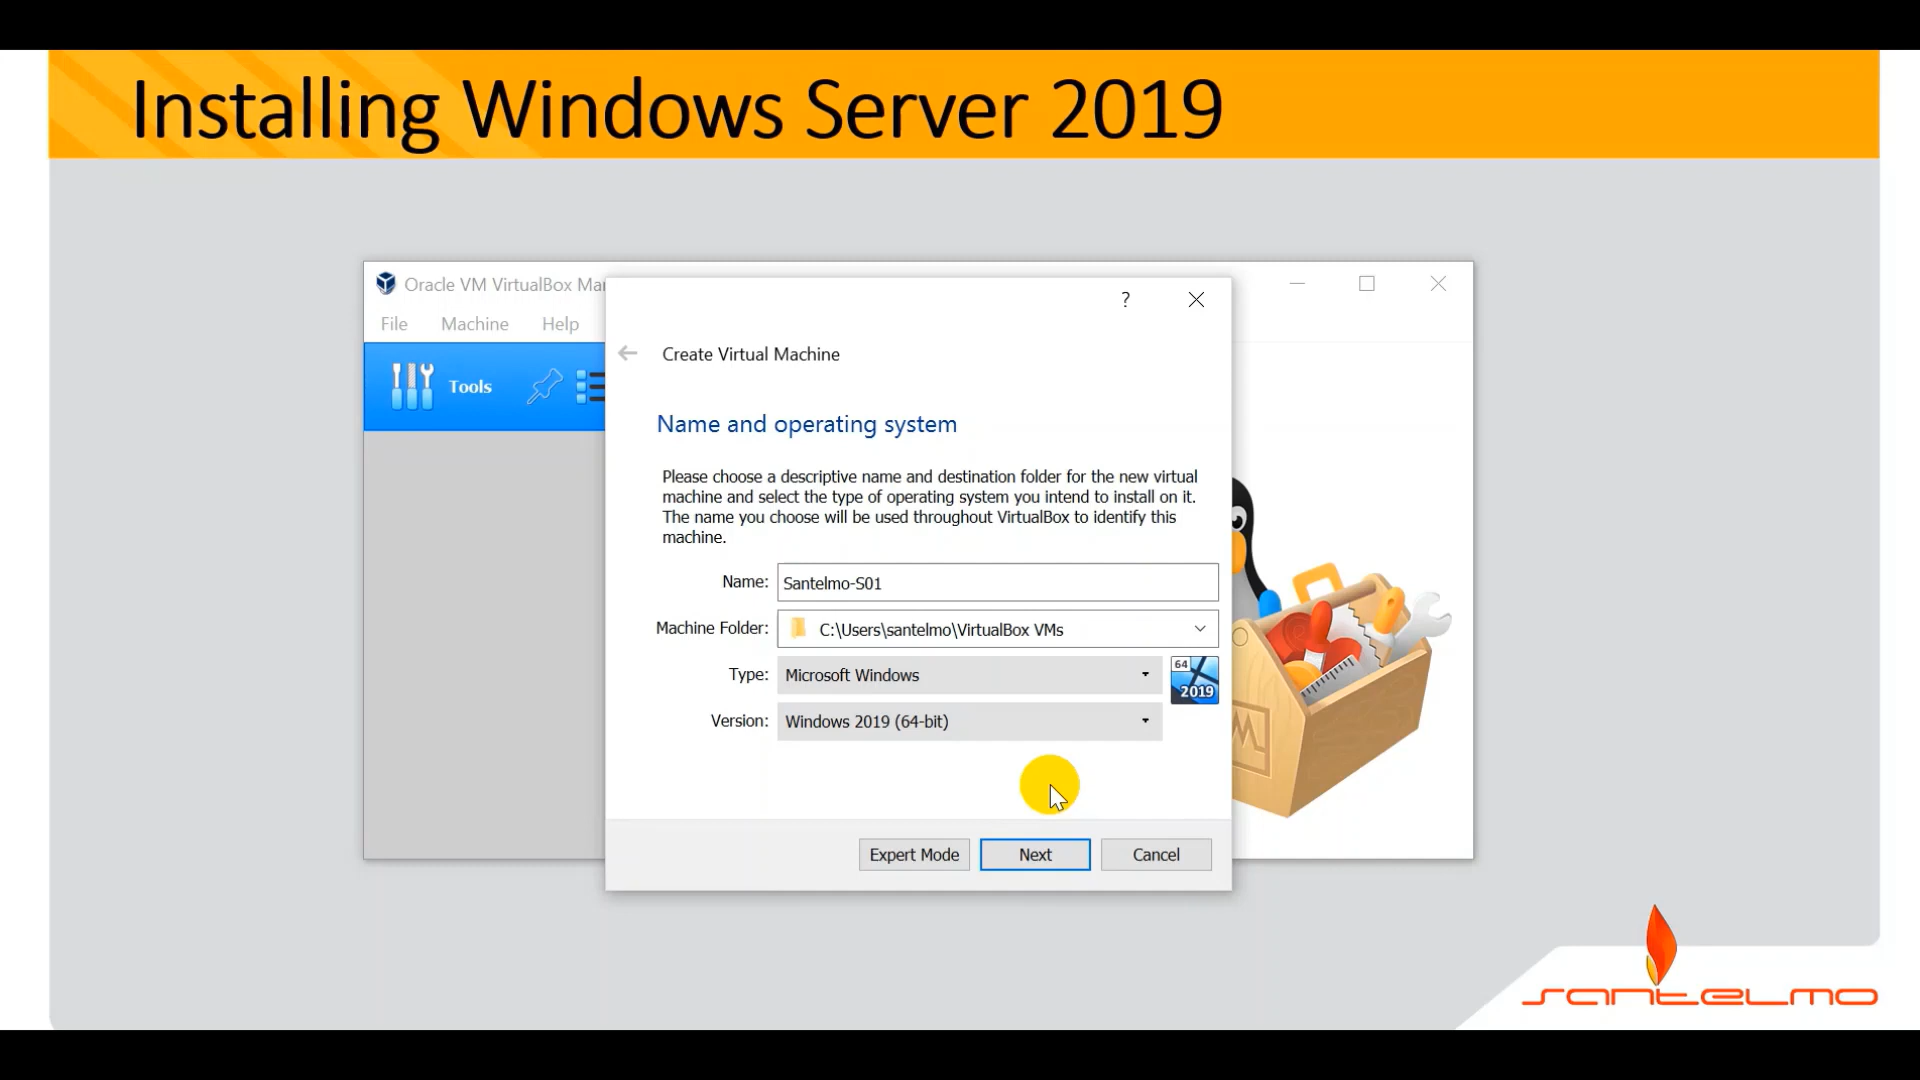 Installing Windows Server 2019
Oracle VM VirtualBox Ma
File Machine Help
Tools
?
Create Virtual Machine
Name and operating system
Please choose a descriptive name and destination folder for the new virtual
machine and select the type of operating system you intend to install on it.
The name you choose will be used throughout VirtualBox to identify this
machine.
Name: Santelmo-S01
Machine Folder: C:\Users\santelmo\VirtualBox VMs
Type: Microsoft Windows
64
2019
Version: Windows 2019 (64-bit)
Expert Mode Next Cancel
santelmo